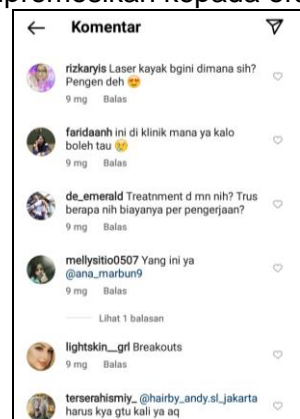 Komentar
rizkaryis Laser kayak bgini dimana sih?
Pengen deh 😍
9 mg Balas
faridaanh ini di klinik mana ya kalo
boleh tau 😢
9 mg Balas
de_emerald Treatnment d mn nih? Trus
berapa nih biayanya per pengerjaan?
9 mg Balas
mellysitio0507 Yang ini ya
@ana_marbun9
9 mg Balas
Lihat 1 balasan
lightskin__grl Breakouts
9 mg Balas
terserahismiy_ @hairby_andy.sl_jakarta
harus kya gtu kali ya aq